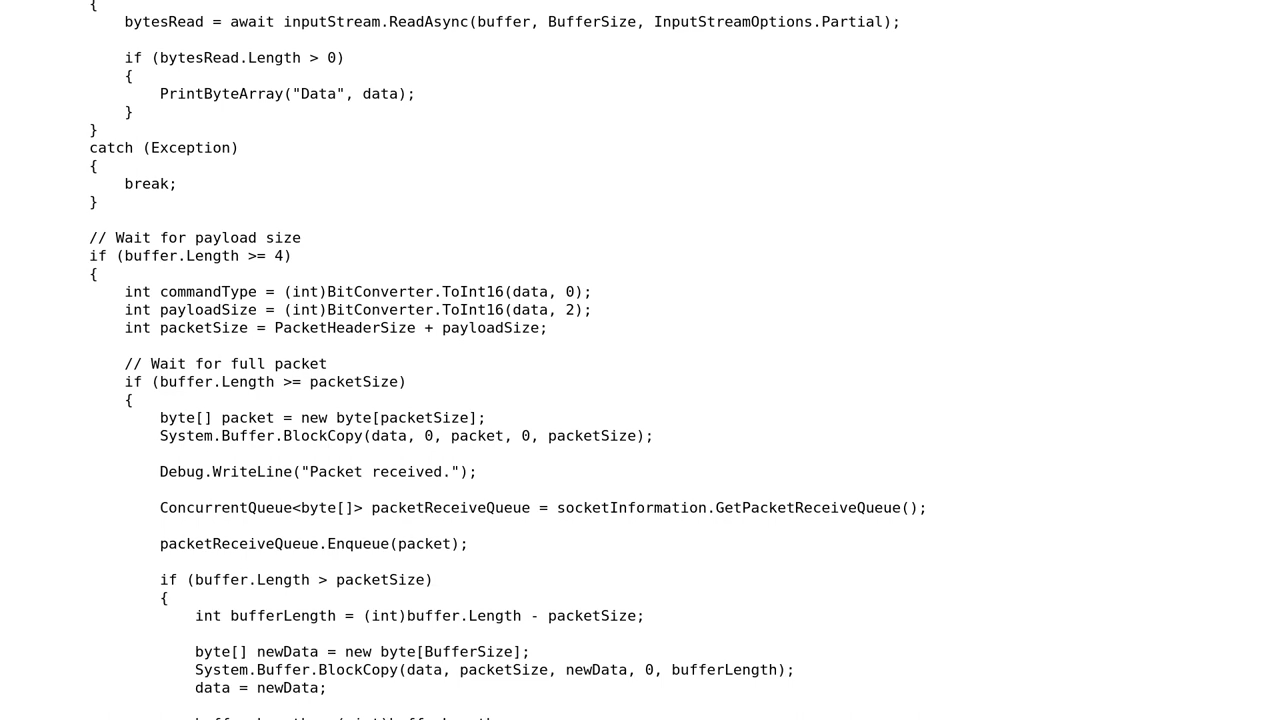 {
bytesRead = await inputStream.ReadAsync(buffer, BufferSize, InputStreamOptions.Partial);
if (bytesRead.Length > 0)
{
PrintByteArray("Data", data);
}
}
catch (Exception)
{
break;
}
// Wait for payload size
if (buffer.Length >= 4)
{
int commandType = (int)BitConverter.ToInt16(data, 0);
int payloadSize = (int)BitConverter.ToInt16(data, 2);
int packetSize = PacketHeaderSize + payloadSize;
// Wait for full packet
if (buffer.Length >= packetSize)
{
byte[] packet = new byte[packetSize];
System.Buffer.BlockCopy(data, 0, packet, 0, packetSize);
Debug.WriteLine("Packet received.");
ConcurrentQueue<byte[]> packetReceiveQueue = socketInformation.GetPacketReceiveQueue();
packetReceiveQueue.Enqueue(packet);
if (buffer.Length > packetSize)
{
int bufferLength = (int)buffer.Length - packetSize;
byte[] newData = new byte[BufferSize];
System.Buffer.BlockCopy(data, packetSize, newData, 0, bufferLength);
data = newData;